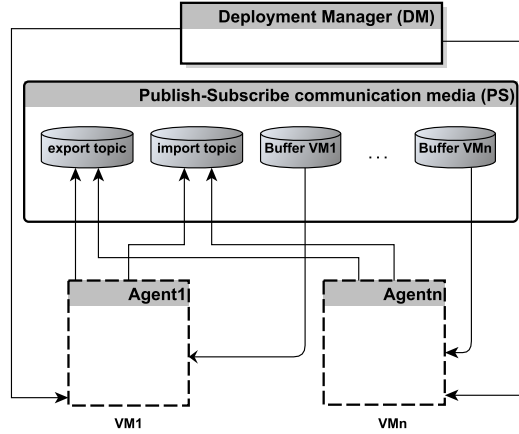 Deployment Manager (DM)
Publish-Subscribe communication media (PS)
export topic
import topic
Buffer VM1
...
Buffer VMn
Agent1
Agentn
VM1
VMn